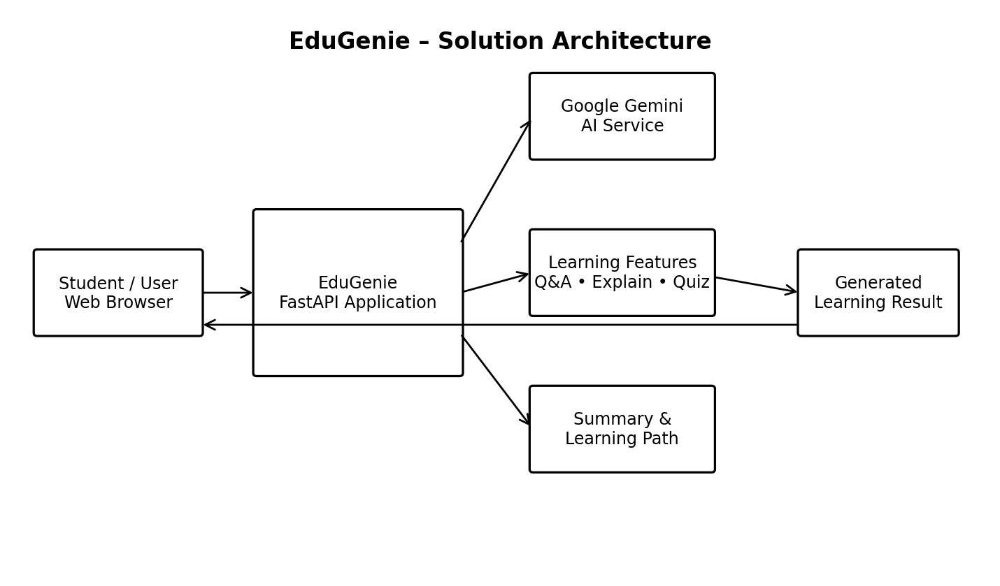 EduGenie – Solution Architecture
Google Gemini
AI Service
Student / User
Web Browser
EduGenie
FastAPI Application
Learning Features
Q&A • Explain • Quiz
Generated
Learning Result
Summary &
Learning Path